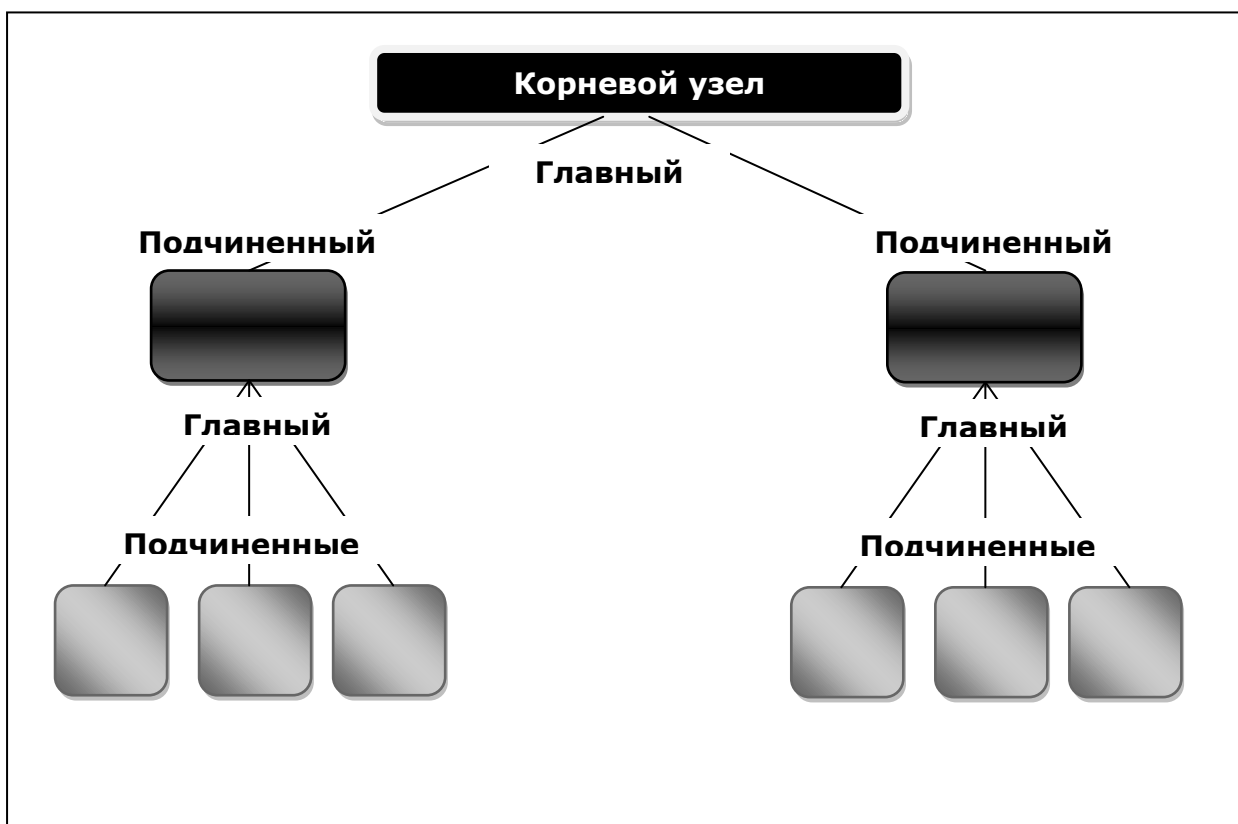 Корневой узел
Главный
Подчиненный
Подчиненный
Главный
Главный
Подчиненные
Подчиненные